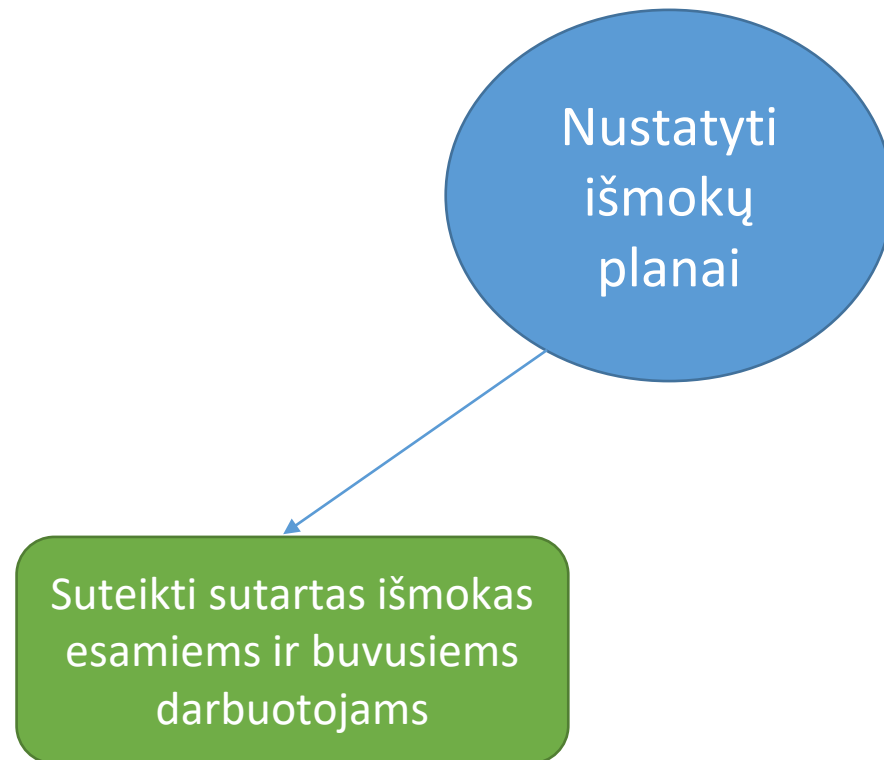 Nustatyti
išmokų
planai
Suteikti sutartas išmokas
esamiems ir buvusiems
darbuotojams